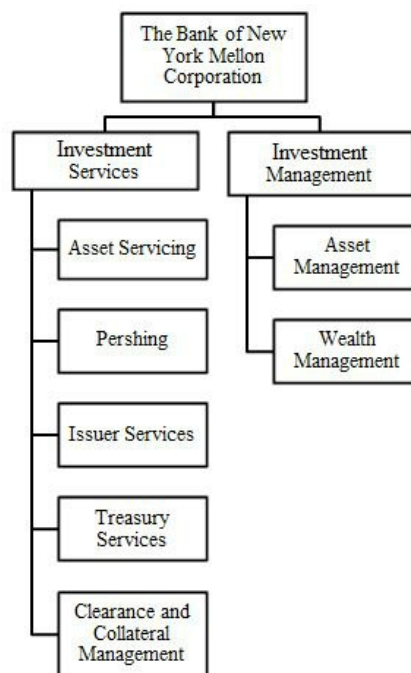 The Bank of New
York Mellon
Corporation
Investment
Services
Investment
Management
Asset Servicing
Pershing
Issuer Services
Treasury
Services
Clearance and
Collateral
Management
Asset
Management
Wealth
Management